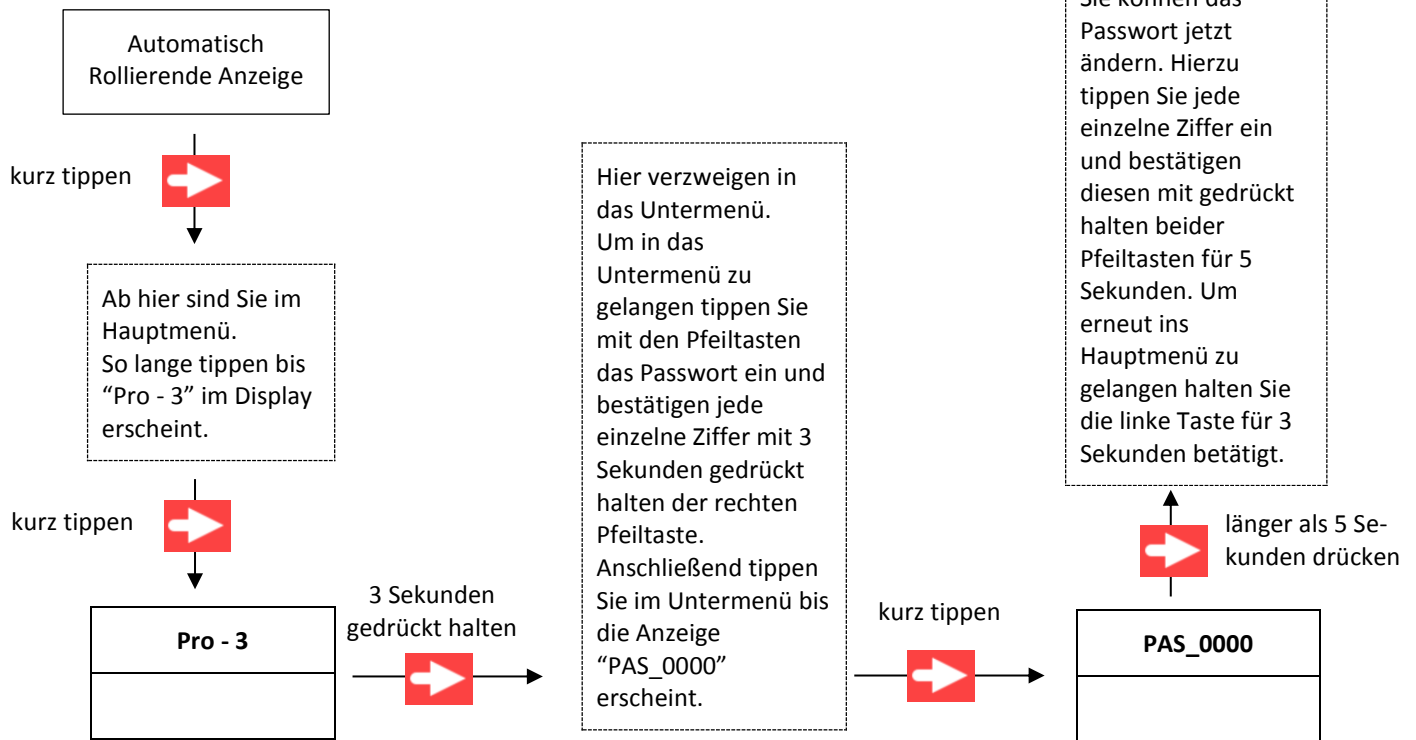 Automatisch
Rollierende Anzeige
kurz tippen
Ab hier sind Sie im
Hauptmenü.
So lange tippen bis
“Pro - 3” im Display
erscheint.
kurz tippen
Pro - 3
3 Sekunden
gedrückt halten
Hier verzweigen in
das Untermenü.
Um in das
Untermenü zu
gelangen tippen Sie
mit den Pfeiltasten
das Passwort ein und
bestätigen jede
einzelne Ziffer mit 3
Sekunden gedrückt
halten der rechten
Pfeiltaste.
Anschließend tippen
Sie im Untermenü bis
die Anzeige
“PAS_0000”
erscheint.
kurz tippen
PAS_0000
länger als 5 Se-
kunden drücken
Sie können das
Passwort jetzt
ändern. Hierzu
tippen Sie jede
einzelne Ziffer ein
und bestätigen
diesen mit gedrückt
halten beider
Pfeiltasten für 5
Sekunden. Um
erneut ins
Hauptmenü zu
gelangen halten Sie
die linke Taste für 3
Sekunden betätigt.